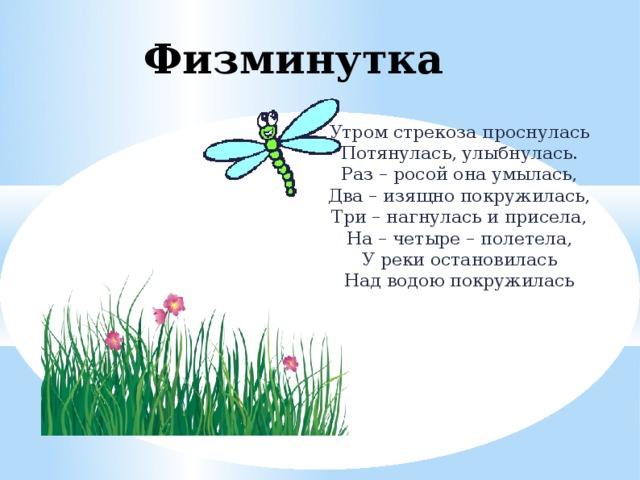 Физминутка
Утром стрекоза проснулась
Потянулась, улыбнулась.
Раз – росой она умылась,
Два – изящно покружилась,
Три – нагнулась и присела,
На – четыре – полетела,
У реки остановилась
Над водою покружилась